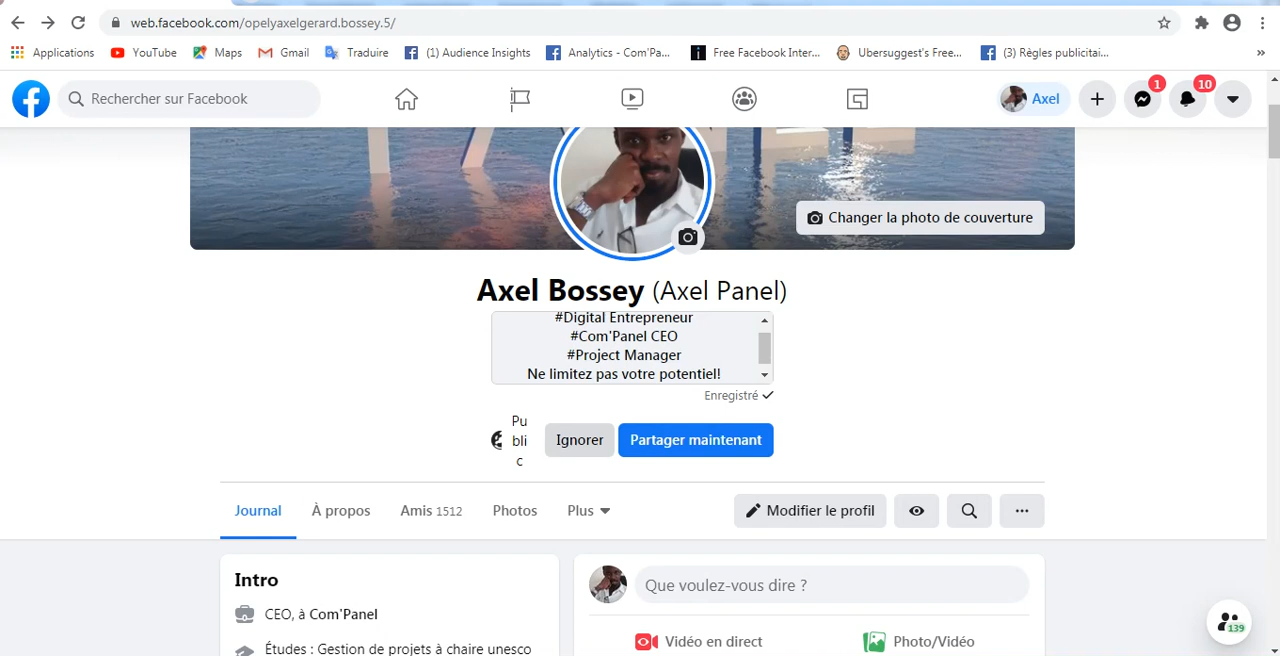 web.facebook.com/opelyaxelgerard.bossey.5/
Applications YouTube Maps Gmail Traduire (1) Audience Insights Analytics - Com'Pa... Free Facebook Inter... Ubersuggest's Free... (3) Règles publicitai... »
Rechercher sur Facebook Axel 1 10
Changer la photo de couverture
Axel Bossey (Axel Panel)
#Digital Entrepreneur
#Com'Panel CEO
#Project Manager
Ne limitez pas votre potentiel!
Enregistré
Pu
bli
c
Ignorer Partager maintenant
Journal À propos Amis 1512 Photos Plus Modifier le profil
Intro
CEO, à Com'Panel
Études : Gestion de projets à chaire unesco
Que voulez-vous dire ?
Vidéo en direct Photo/Vidéo
139